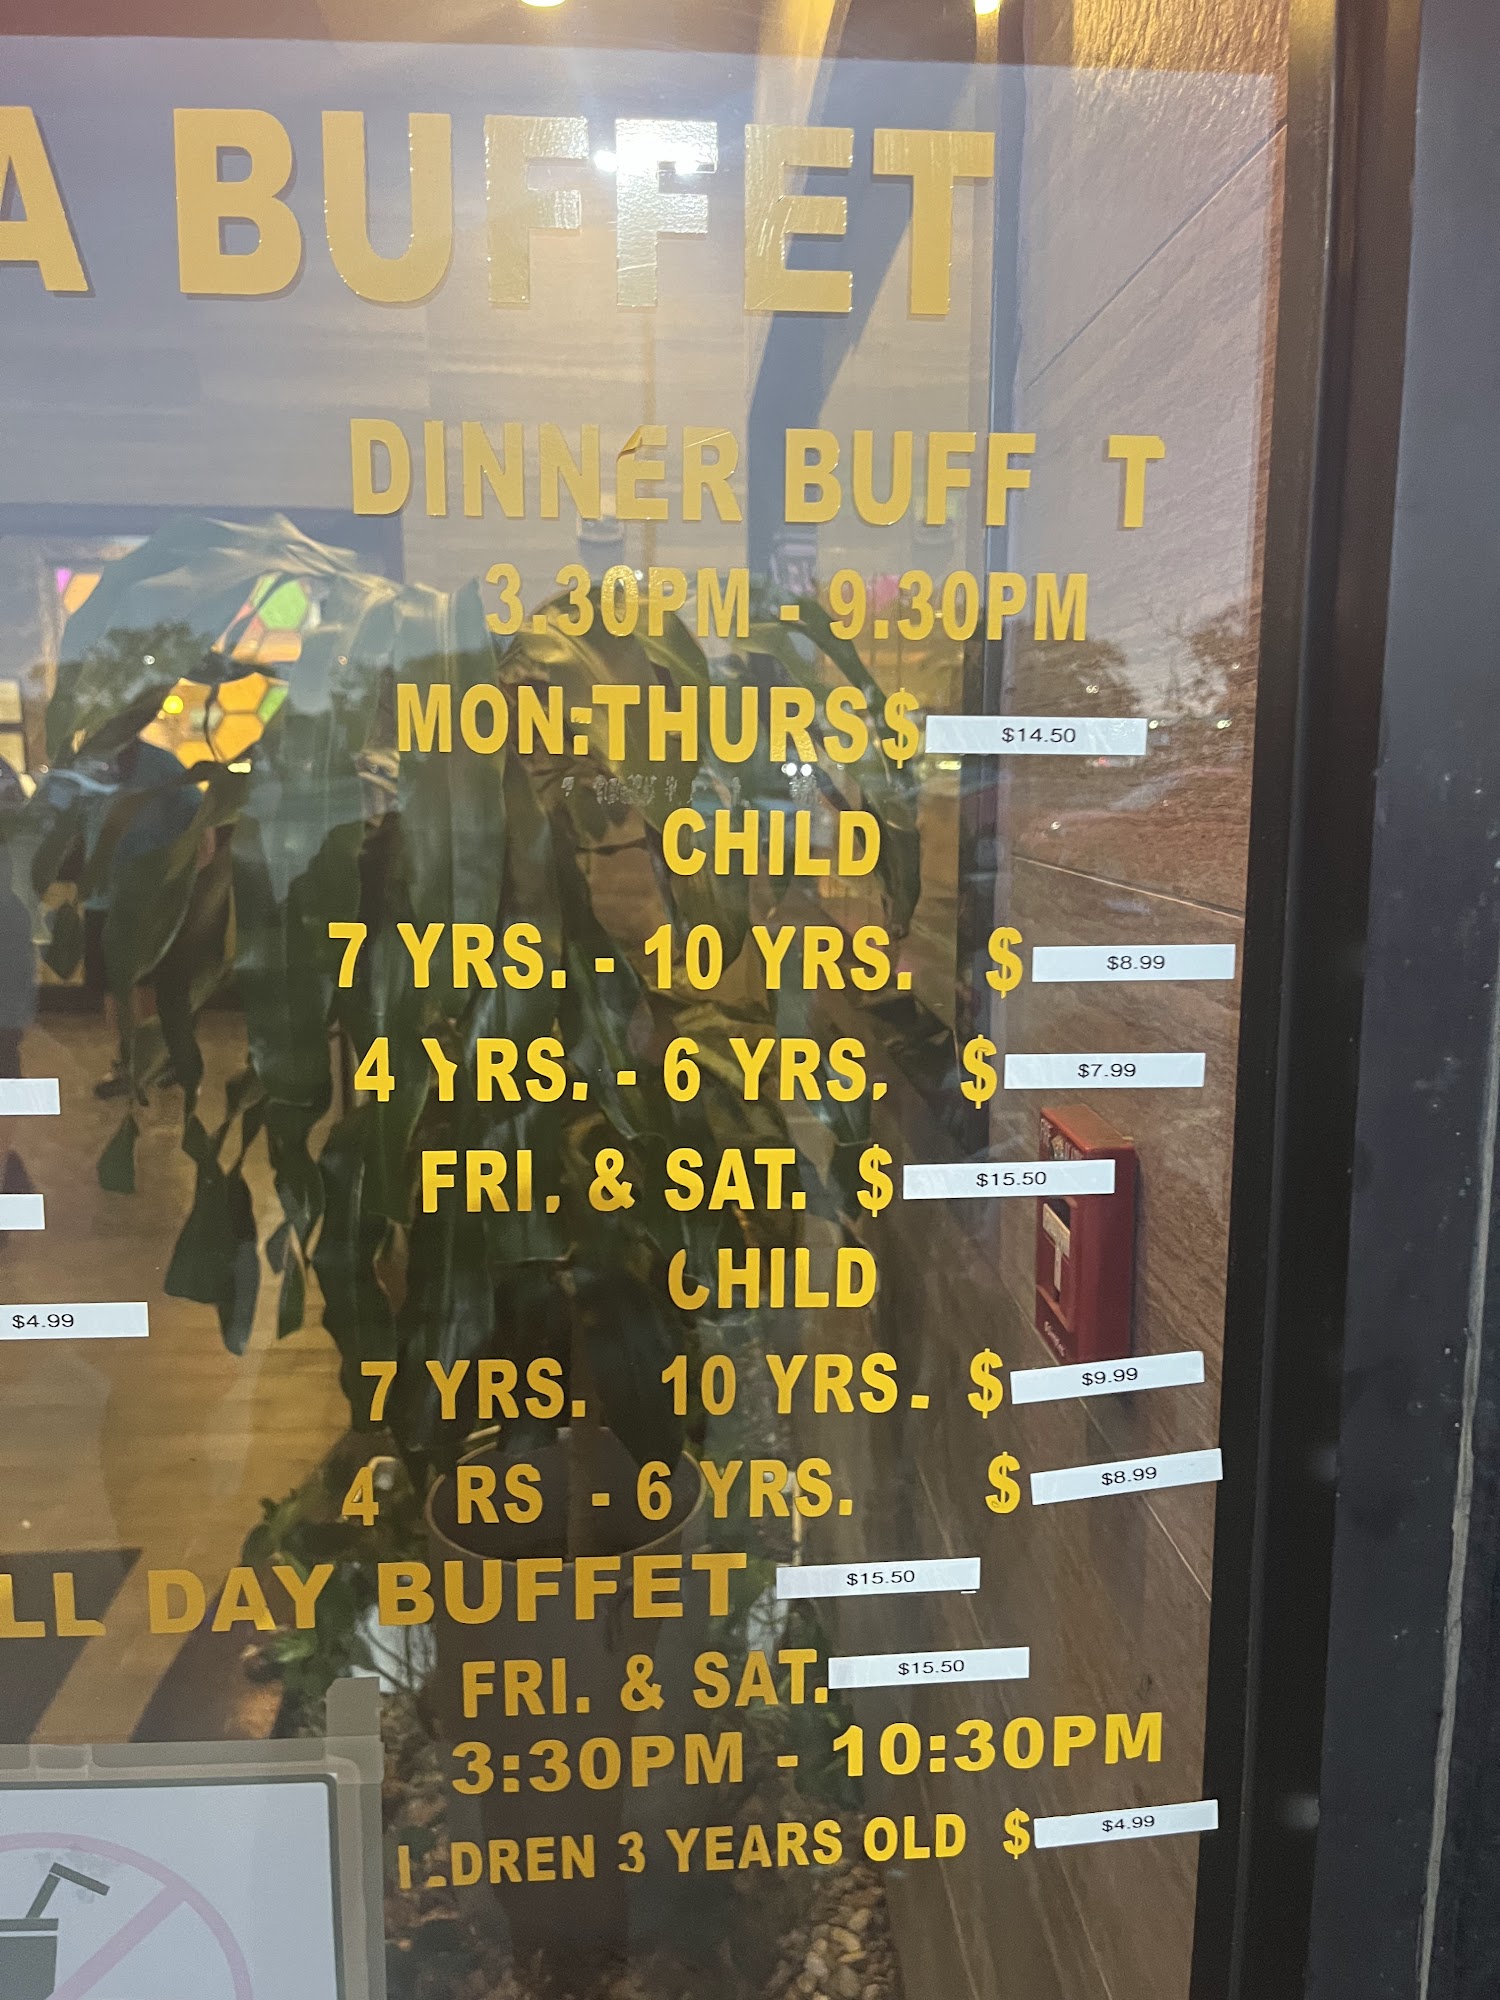 A BUFFET
DINNER BUFF T
3.30PM - 9.30PM
MON:THURS $ $14.50
CHILD
7 YRS. - 10 YRS. $ $8.99
4 YRS. - 6 YRS. $ $7.99
FRI. & SAT. $ $15.50
CHILD
$4.99
7 YRS. 10 YRS. $ $9.99
4 RS - 6 YRS. $ $8.99
LL DAY BUFFET $15.50
FRI. & SAT. $15.50
3:30PM - 10:30PM
LDREN 3 YEARS OLD $ $4.99